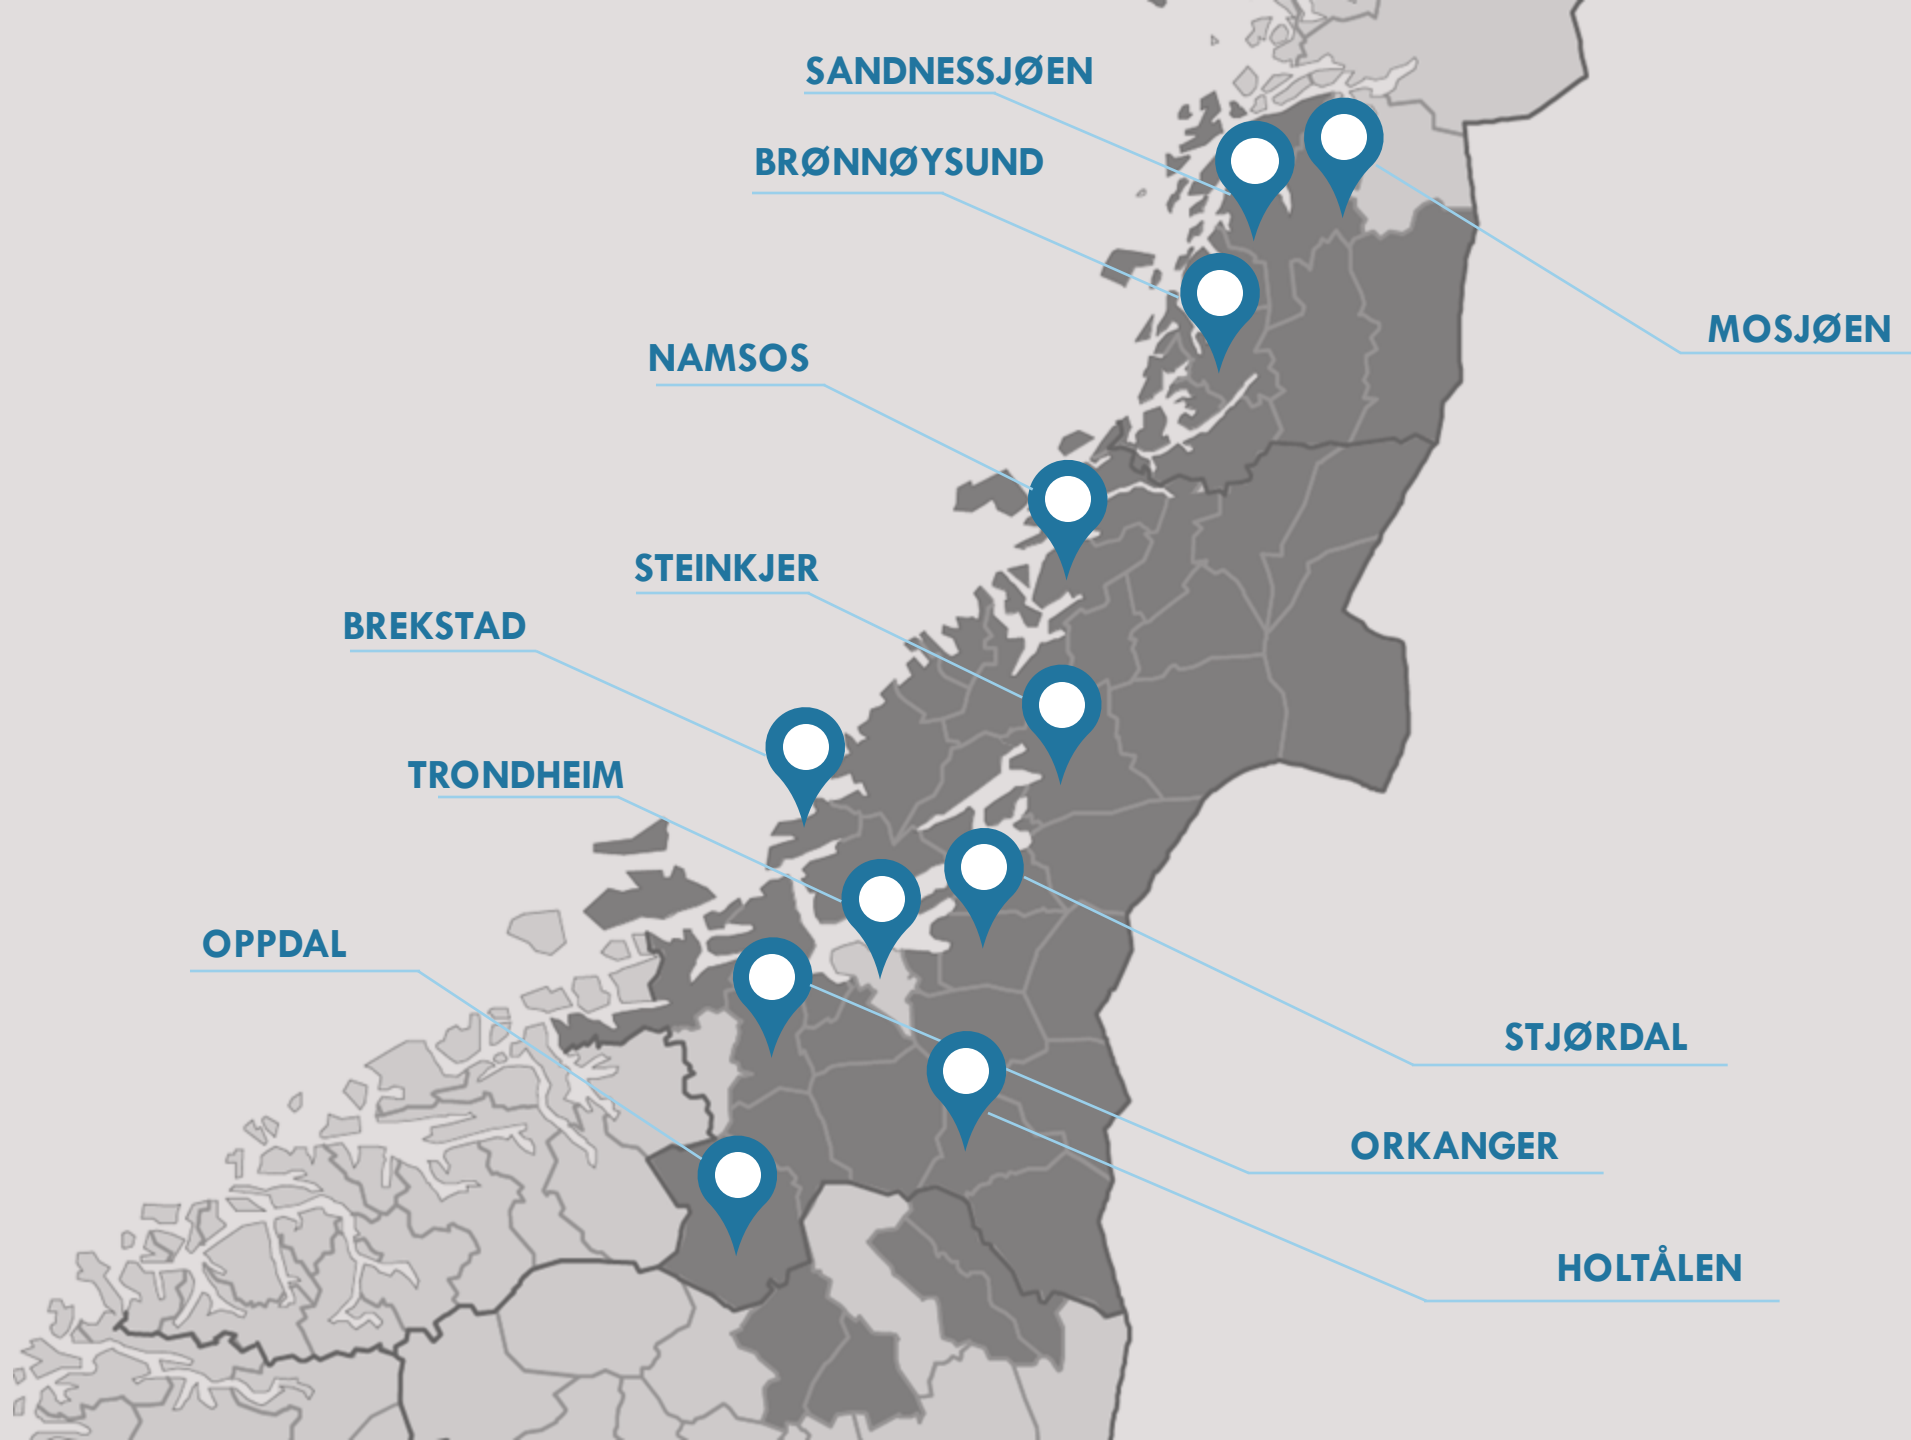 SANDNESSJØEN
BRØNNØYSUND
MOSJØEN
NAMSOS
STEINKJER
BREKSTAD
TRONDHEIM
OPPDAL
STJØRDAL
ORKANGER
HOLTÅLEN